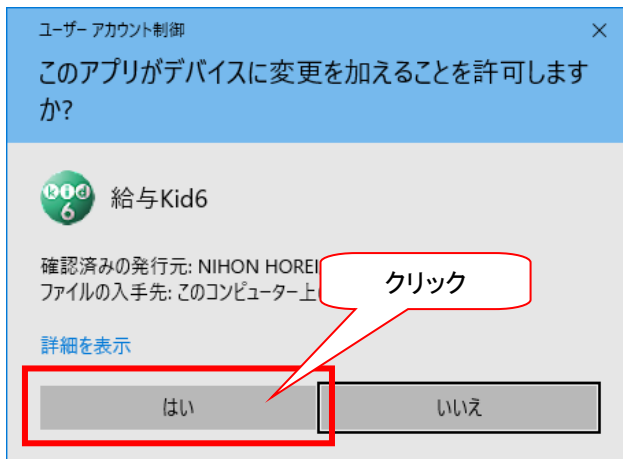 ユーザー アカウント制御
このアプリがデバイスに変更を加えることを許可します
か?
kid
6
給与Kid6
確認済みの発行元: NIHON HOREI
ファイルの入手先: このコンピューター上
クリック
詳細を表示
はい
いいえ